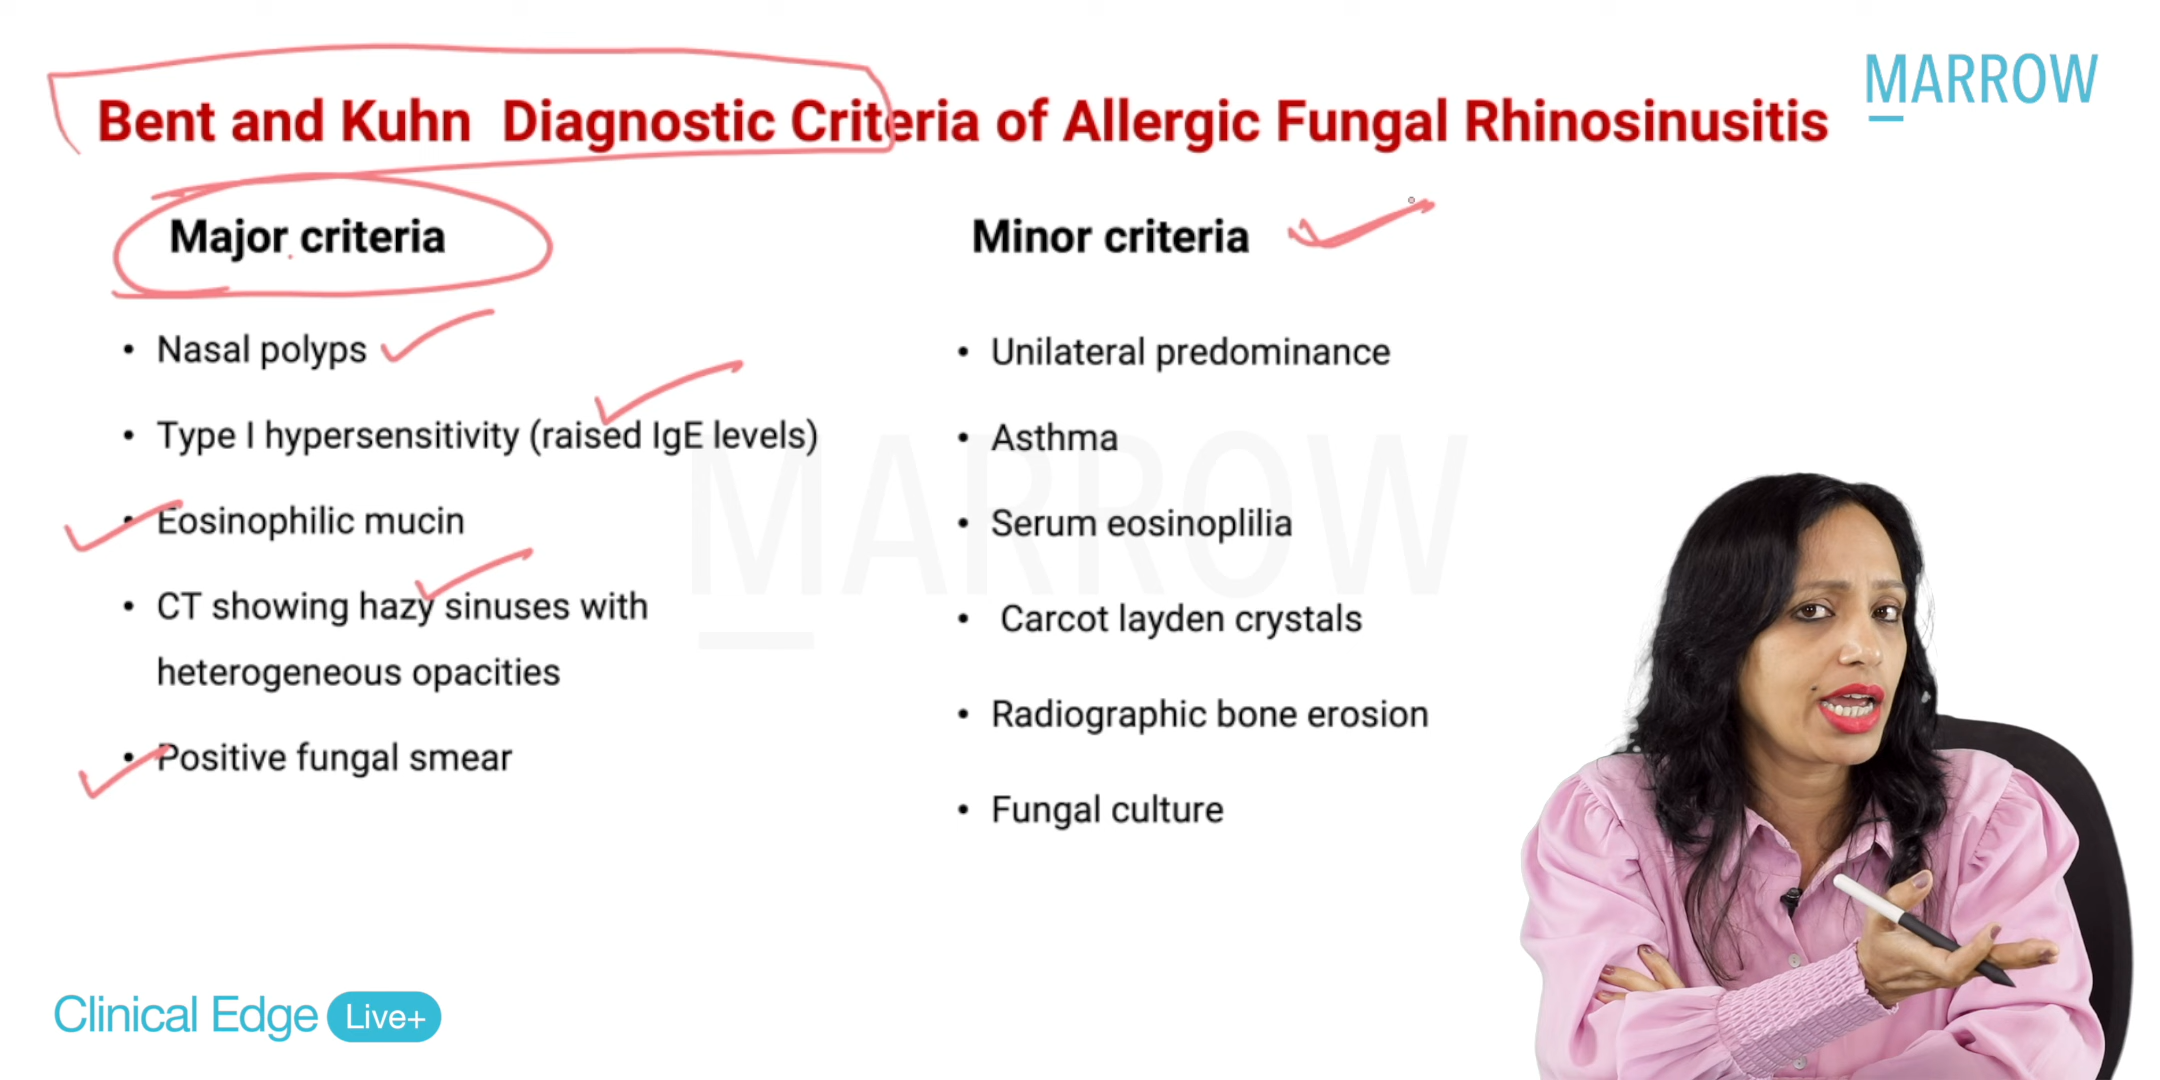 MARROW
Bent and Kuhn Diagnostic Criteria of Allergic Fungal Rhinosinusitis
Major criteria
• Nasal polyps
• Type I hypersensitivity (raised IgE levels)
• Eosinophilic mucin
• CT showing hazy sinuses with
heterogeneous opacities
• Positive fungal smear
Minor criteria
• Unilateral predominance
• Asthma
• Serum eosinoplilia
• Carcot layden crystals
• Radiographic bone erosion
• Fungal culture
MARROW
Clinical Edge Live+